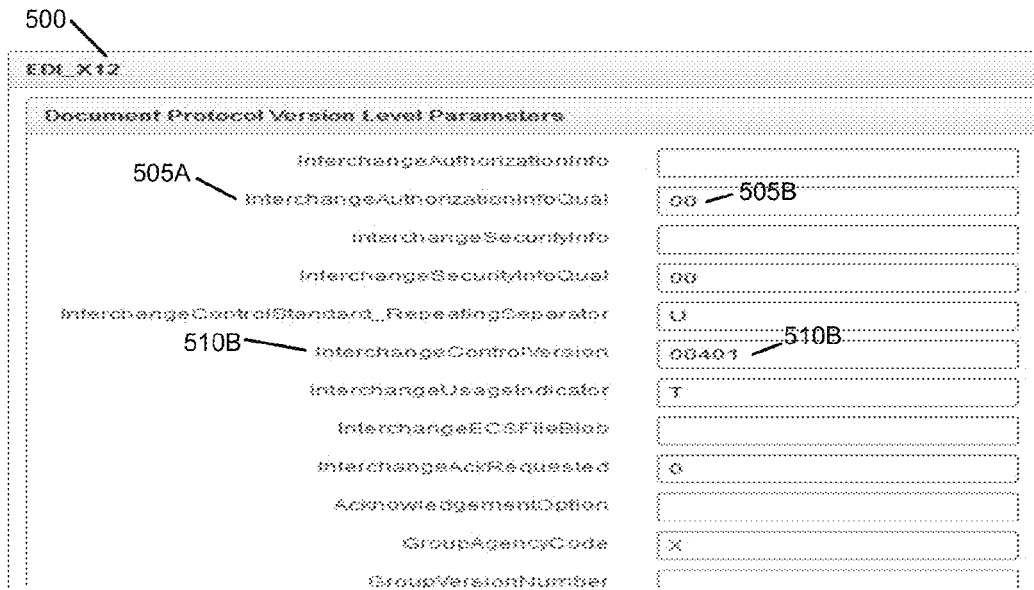 500
EDI_X12
Document Protocol Version Level Parameters
InterchangeAuthorizationInfo
505A
InterchangeAuthorizationInfoQual 00 505B
InterchangeSecurityInfo
InterchangeSecurityInfoQual 00
InterchangeControlStandard_RepeatingSeparator U
510B InterchangeControlVersion 00401 510B
InterchangeUsageIndicator T
InterchangeECSFileBlob
InterchangeAckRequested 0
AcknowledgementOption
GroupAgencyCode X
GroupVersionNumber